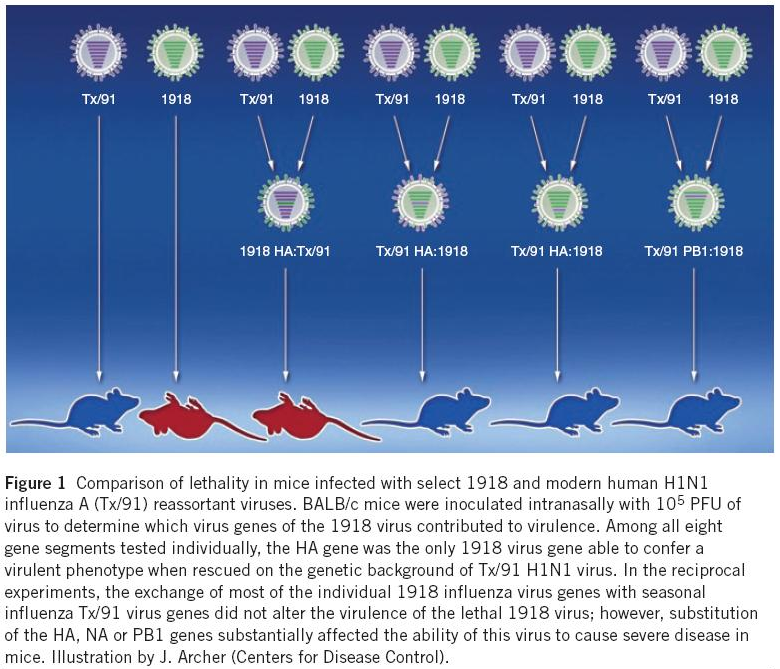 Tx/91 1918 Tx/91 1918 Tx/91 1918 Tx/91 1918 Tx/91 1918
1918 HA:Tx/91 Tx/91 HA:1918 Tx/91 HA:1918 Tx/91 PB1:1918
Figure 1 Comparison of lethality in mice infected with select 1918 and modern human H1N1
influenza A (Tx/91) reassortant viruses. BALB/c mice were inoculated intranasally with 10⁵ PFU of
virus to determine which virus genes of the 1918 virus contributed to virulence. Among all eight
gene segments tested individually, the HA gene was the only 1918 virus gene able to confer a
virulent phenotype when rescued on the genetic background of Tx/91 H1N1 virus. In the reciprocal
experiments, the exchange of most of the individual 1918 influenza virus genes with seasonal
influenza Tx/91 virus genes did not alter the virulence of the lethal 1918 virus; however, substitution
of the HA, NA or PB1 genes substantially affected the ability of this virus to cause severe disease in
mice. Illustration by J. Archer (Centers for Disease Control).